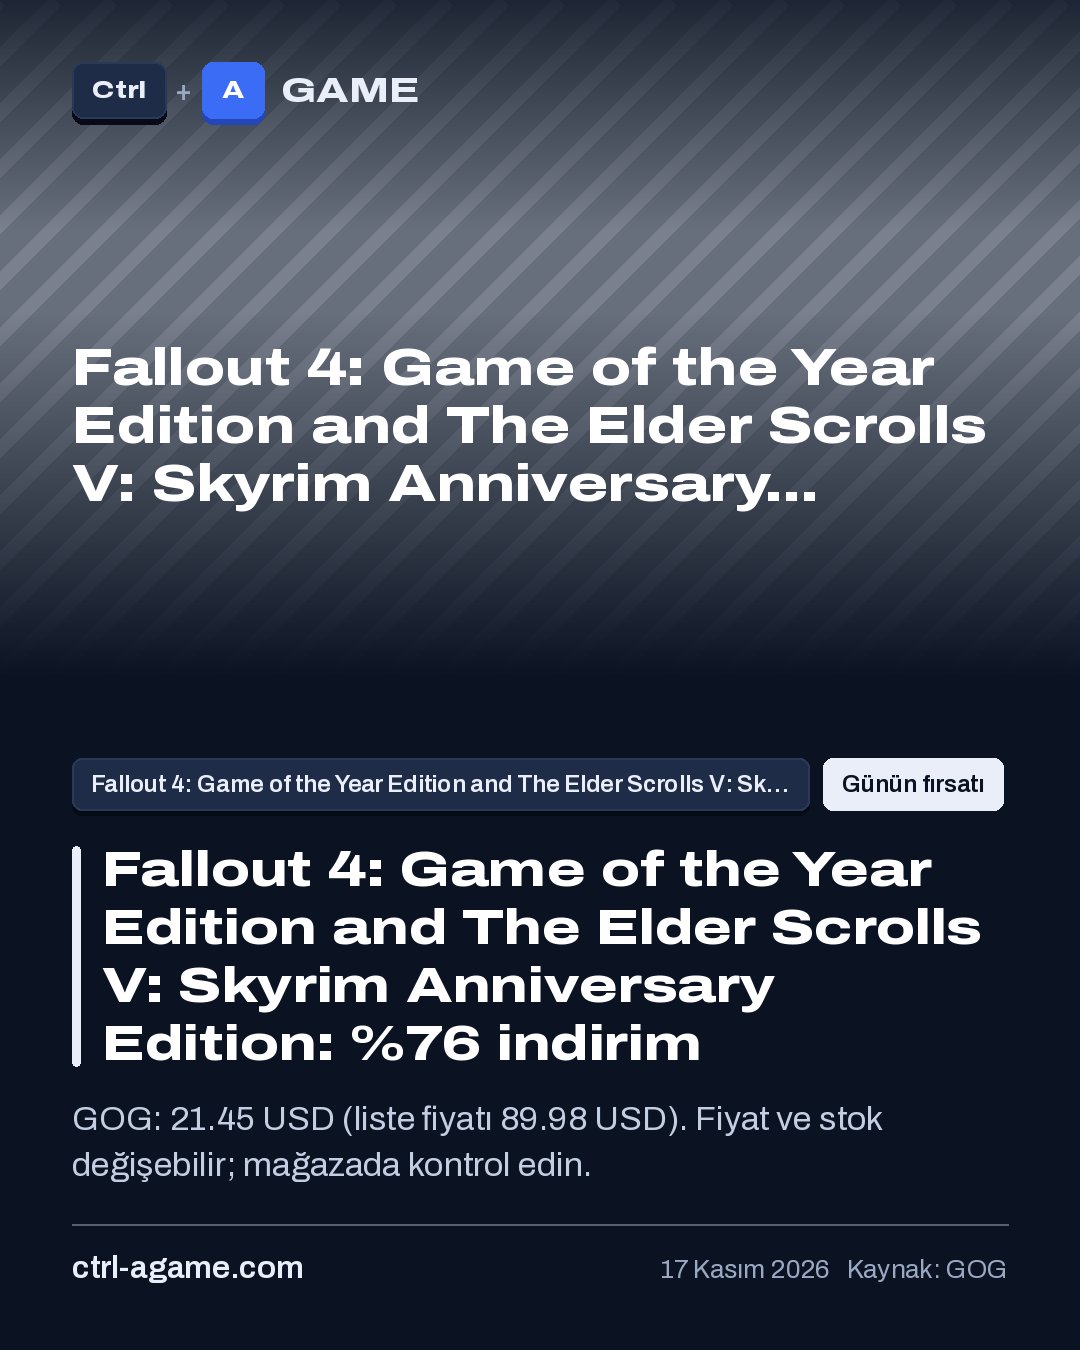 Ctrl + A GAME
Fallout 4: Game of the Year
Edition and The Elder Scrolls
V: Skyrim Anniversary...
Fallout 4: Game of the Year Edition and The Elder Scrolls V: Sk...
Günün fırsatı
Fallout 4: Game of the Year
Edition and The Elder Scrolls
V: Skyrim Anniversary
Edition: %76 indirim
GOG: 21.45 USD (liste fiyatı 89.98 USD). Fiyat ve stok
değişebilir; mağazada kontrol edin.
ctrl-agame.com
17 Kasım 2026 Kaynak: GOG